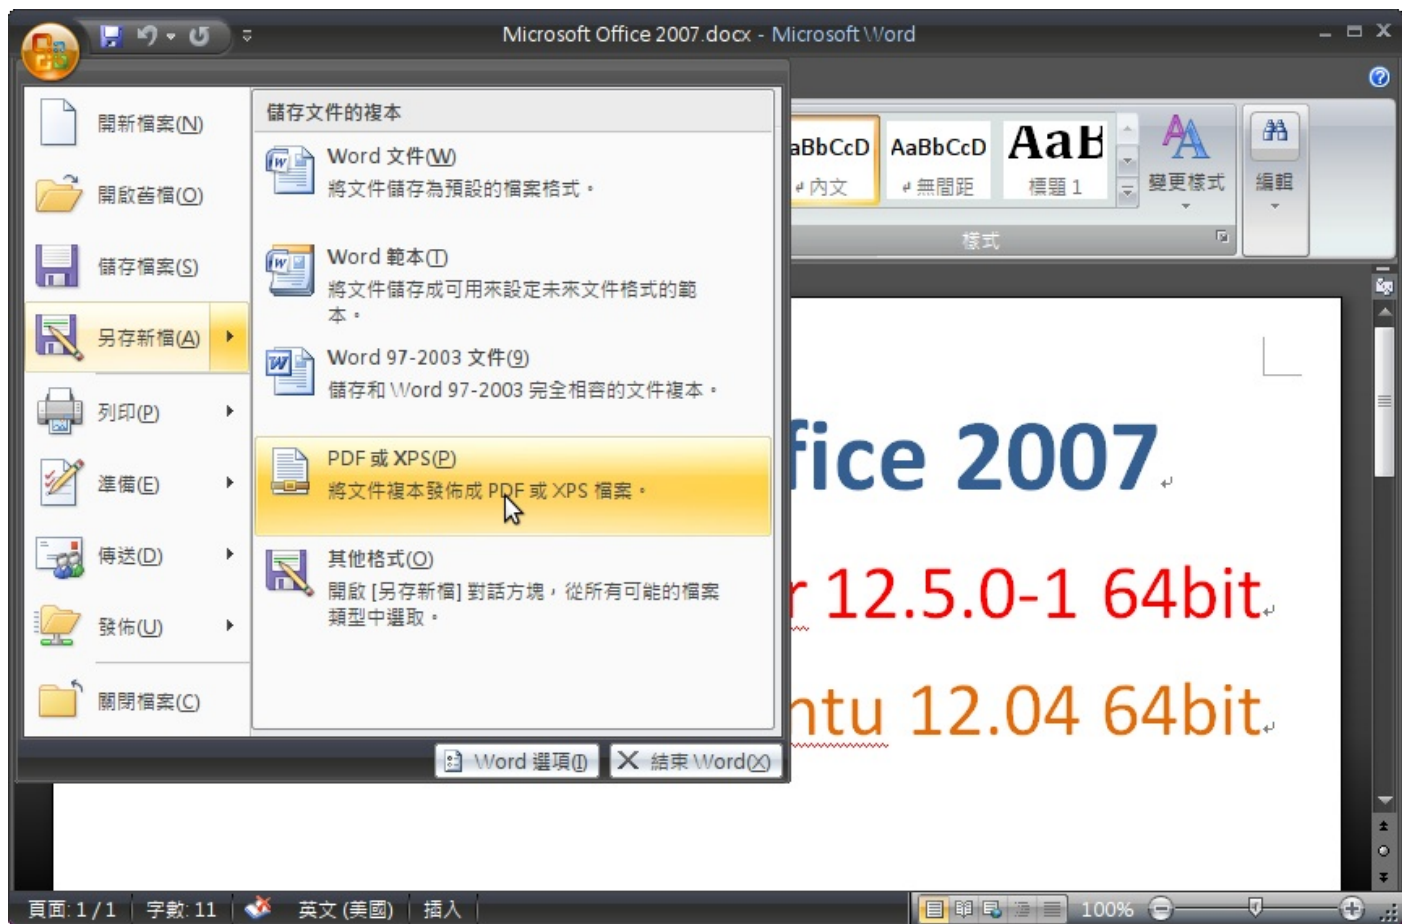 Microsoft Office 2007.docx - Microsoft Word
開新檔案(N)
開啟舊檔(O)
儲存檔案(S)
另存新檔(A)
列印(P)
準備(E)
傳送(D)
發佈(U)
關閉檔案(C)
儲存文件的複本
Word 文件(W)
將文件儲存為預設的檔案格式。
Word 範本(T)
將文件儲存成可用來設定未來文件格式的範
本。
Word 97-2003 文件(9)
儲存和 Word 97-2003 完全相容的文件複本。
PDF 或 XPS(P)
將文件複本發佈成 PDF 或 XPS 檔案。
其他格式(O)
開啟 [另存新檔] 對話方塊，從所有可能的檔案
類型中選取。
Word 選項(I)
結束 Word(X)
aBbCcD AaBbCcD AaB
內文 無間距 標題 1
變更樣式
編輯
樣式
fice 2007
r 12.5.0-1 64bit
ntu 12.04 64bit
頁面: 1 / 1 字數: 11 英文 (美國) 插入 100%